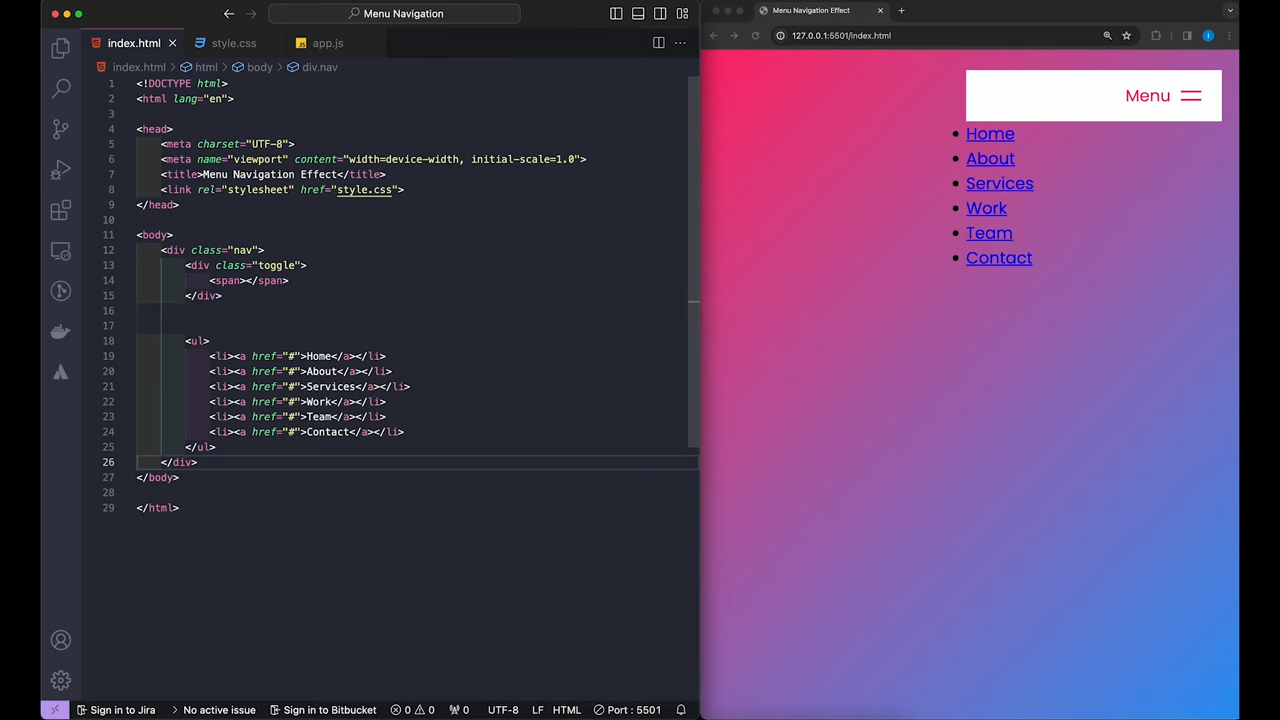 Menu Navigation
index.html
style.css
app.js
index.html > html > body > div.nav
1 <!DOCTYPE html>
2 <html lang="en">
3
4 <head>
5 <meta charset="UTF-8">
6 <meta name="viewport" content="width=device-width, initial-scale=1.0">
7 <title>Menu Navigation Effect</title>
8 <link rel="stylesheet" href="style.css">
9 </head>
10
11 <body>
12 <div class="nav">
13 <div class="toggle">
14 <span></span>
15 </div>
16
17
18 <ul>
19 <li><a href="#">Home</a></li>
20 <li><a href="#">About</a></li>
21 <li><a href="#">Services</a></li>
22 <li><a href="#">Work</a></li>
23 <li><a href="#">Team</a></li>
24 <li><a href="#">Contact</a></li>
25 </ul>
26 </div>
27 </body>
28
29 </html>
Sign in to Jira No active issue Sign in to Bitbucket 0 0 0 UTF-8 LF HTML Port : 5501
Menu Navigation Effect
127.0.0.1:5501/index.html
I
Menu
Home
About
Services
Work
Team
Contact